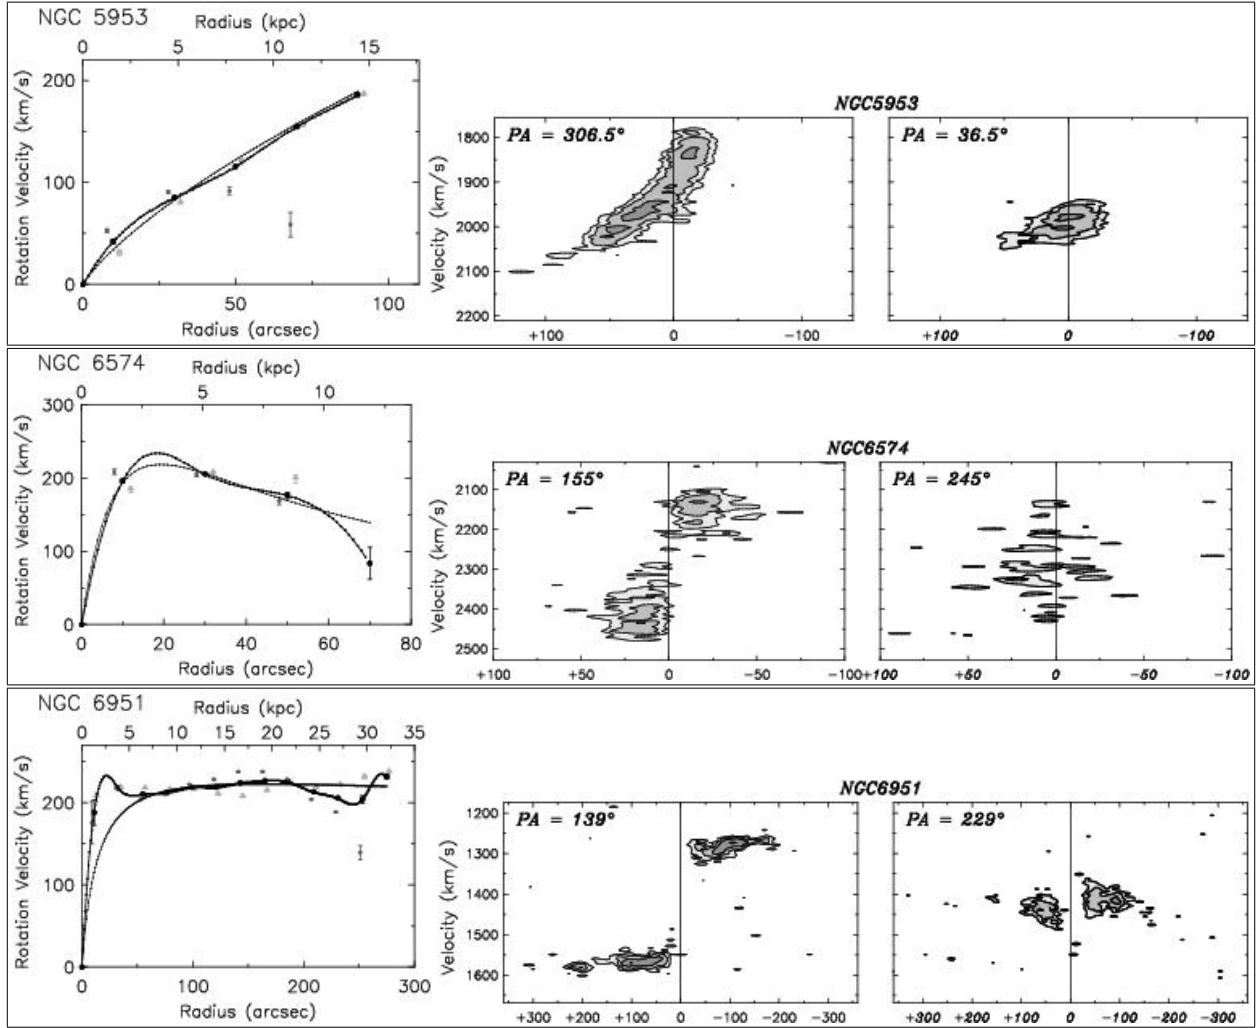 NGC 5953
Radius (kpc)
0 5 10 15
Rotation Velocity (km/s)
200
100
0
0 50 100
Radius (arcsec)
NGC5953
PA = 306.5°
PA = 36.5°
Velocity (km/s)
1800
1900
2000
2100
2200
+100 0 -100
+100 0 -100
NGC 6574
Radius (kpc)
0 5 10
Rotation Velocity (km/s)
300
200
100
0
0 20 40 60 80
Radius (arcsec)
NGC6574
PA = 155°
PA = 245°
Velocity (km/s)
2100
2200
2300
2400
2500
+100 +50 0 -50 -100
+100 +50 0 -50 -100
NGC 6951
Radius (kpc)
0 5 10 15 20 25 30 35
Rotation Velocity (km/s)
200
100
0
0 100 200 300
Radius (arcsec)
NGC6951
PA = 139°
PA = 229°
Velocity (km/s)
1200
1300
1400
1500
1600
+300 +200 +100 0 -100 -200 -300
+300 +200 +100 0 -100 -200 -300